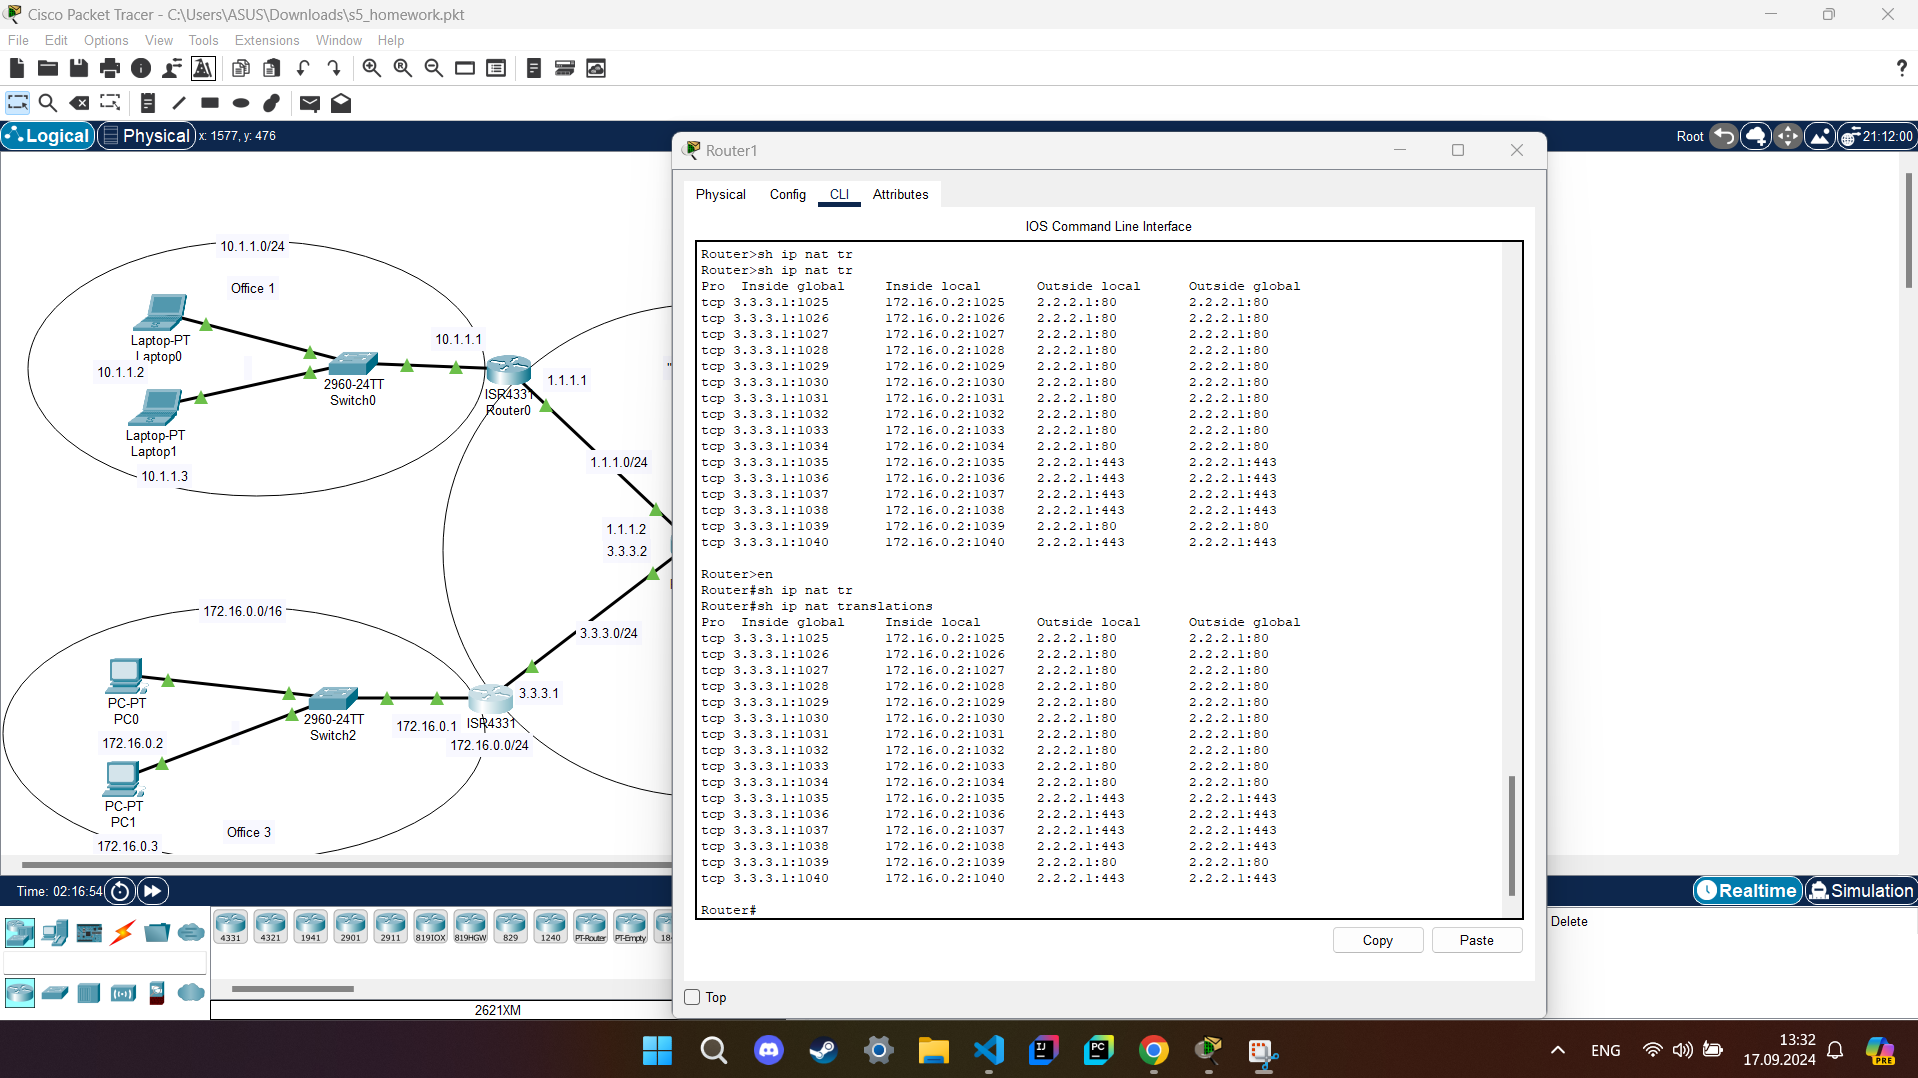 Cisco Packet Tracer - C:\Users\ASUS\Downloads\s5_homework.pkt
File Edit Options View Tools Extensions Window Help
Logical Physical x: 1577, y: 476
Root 21:12:00
10.1.1.0/24
Office 1
Laptop-PT
Laptop0
10.1.1.2
Laptop-PT
Laptop1
10.1.1.3
2960-24TT
Switch0
10.1.1.1
ISR4331
Router0
1.1.1.1
1.1.1.0/24
1.1.1.2
3.3.3.2
3.3.3.0/24
172.16.0.0/16
PC-PT
PC0
172.16.0.2
PC-PT
PC1
172.16.0.3
2960-24TT
Switch2
Office 3
172.16.0.1
ISR4331
172.16.0.0/24
3.3.3.1
Router1
Physical Config CLI Attributes
IOS Command Line Interface
Router>sh ip nat tr
Router>sh ip nat tr
Pro Inside global Inside local Outside local Outside global
tcp 3.3.3.1:1025 172.16.0.2:1025 2.2.2.1:80 2.2.2.1:80
tcp 3.3.3.1:1026 172.16.0.2:1026 2.2.2.1:80 2.2.2.1:80
tcp 3.3.3.1:1027 172.16.0.2:1027 2.2.2.1:80 2.2.2.1:80
tcp 3.3.3.1:1028 172.16.0.2:1028 2.2.2.1:80 2.2.2.1:80
tcp 3.3.3.1:1029 172.16.0.2:1029 2.2.2.1:80 2.2.2.1:80
tcp 3.3.3.1:1030 172.16.0.2:1030 2.2.2.1:80 2.2.2.1:80
tcp 3.3.3.1:1031 172.16.0.2:1031 2.2.2.1:80 2.2.2.1:80
tcp 3.3.3.1:1032 172.16.0.2:1032 2.2.2.1:80 2.2.2.1:80
tcp 3.3.3.1:1033 172.16.0.2:1033 2.2.2.1:80 2.2.2.1:80
tcp 3.3.3.1:1034 172.16.0.2:1034 2.2.2.1:80 2.2.2.1:80
tcp 3.3.3.1:1035 172.16.0.2:1035 2.2.2.1:443 2.2.2.1:443
tcp 3.3.3.1:1036 172.16.0.2:1036 2.2.2.1:443 2.2.2.1:443
tcp 3.3.3.1:1037 172.16.0.2:1037 2.2.2.1:443 2.2.2.1:443
tcp 3.3.3.1:1038 172.16.0.2:1038 2.2.2.1:443 2.2.2.1:443
tcp 3.3.3.1:1039 172.16.0.2:1039 2.2.2.1:80 2.2.2.1:80
tcp 3.3.3.1:1040 172.16.0.2:1040 2.2.2.1:443 2.2.2.1:443
Router>en
Router#sh ip nat tr
Router#sh ip nat translations
Pro Inside global Inside local Outside local Outside global
tcp 3.3.3.1:1025 172.16.0.2:1025 2.2.2.1:80 2.2.2.1:80
tcp 3.3.3.1:1026 172.16.0.2:1026 2.2.2.1:80 2.2.2.1:80
tcp 3.3.3.1:1027 172.16.0.2:1027 2.2.2.1:80 2.2.2.1:80
tcp 3.3.3.1:1028 172.16.0.2:1028 2.2.2.1:80 2.2.2.1:80
tcp 3.3.3.1:1029 172.16.0.2:1029 2.2.2.1:80 2.2.2.1:80
tcp 3.3.3.1:1030 172.16.0.2:1030 2.2.2.1:80 2.2.2.1:80
tcp 3.3.3.1:1031 172.16.0.2:1031 2.2.2.1:80 2.2.2.1:80
tcp 3.3.3.1:1032 172.16.0.2:1032 2.2.2.1:80 2.2.2.1:80
tcp 3.3.3.1:1033 172.16.0.2:1033 2.2.2.1:80 2.2.2.1:80
tcp 3.3.3.1:1034 172.16.0.2:1034 2.2.2.1:80 2.2.2.1:80
tcp 3.3.3.1:1035 172.16.0.2:1035 2.2.2.1:443 2.2.2.1:443
tcp 3.3.3.1:1036 172.16.0.2:1036 2.2.2.1:443 2.2.2.1:443
tcp 3.3.3.1:1037 172.16.0.2:1037 2.2.2.1:443 2.2.2.1:443
tcp 3.3.3.1:1038 172.16.0.2:1038 2.2.2.1:443 2.2.2.1:443
tcp 3.3.3.1:1039 172.16.0.2:1039 2.2.2.1:80 2.2.2.1:80
tcp 3.3.3.1:1040 172.16.0.2:1040 2.2.2.1:443 2.2.2.1:443
Router#
Copy Paste
Top
Time: 02:16:54
Realtime Simulation
4331 4321 1941 2901 2911 819IOX 819HGW 829 1240 PT-Router PT-Empty
2621XM
Delete
ENG
13:32
17.09.2024